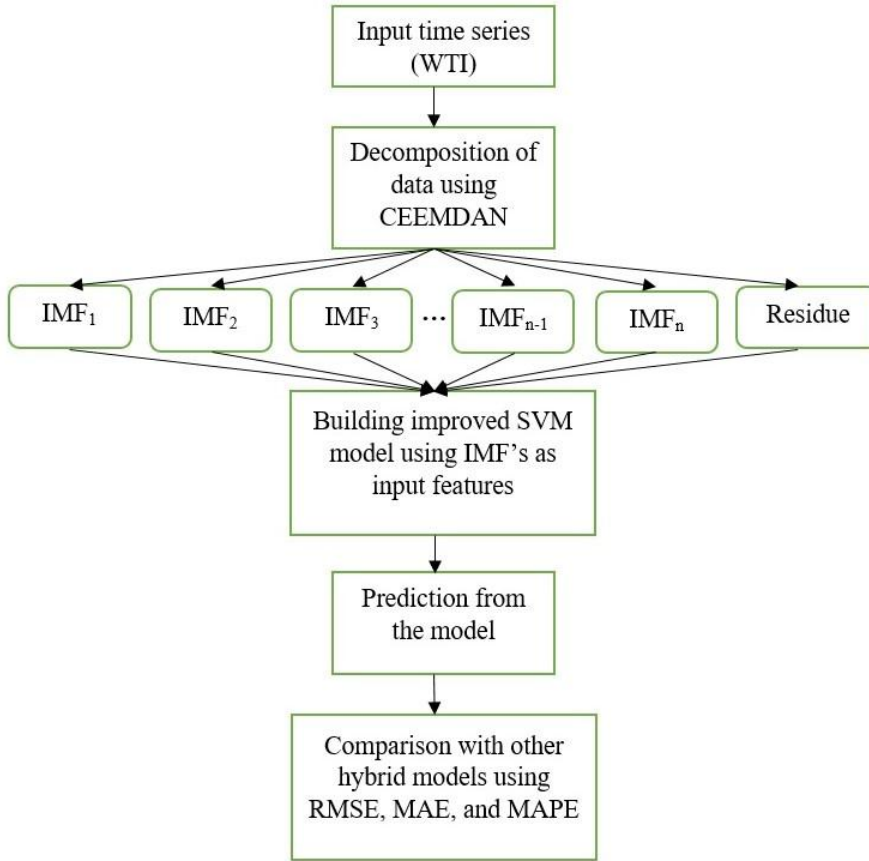 Input time series
(WTI)
Decomposition of
data using
CEEMDAN
IMF₁
IMF₂
IMF₃
...
IMFₙ₋₁
IMFₙ
Residue
Building improved SVM
model using IMF’s as
input features
Prediction from
the model
Comparison with other
hybrid models using
RMSE, MAE, and MAPE